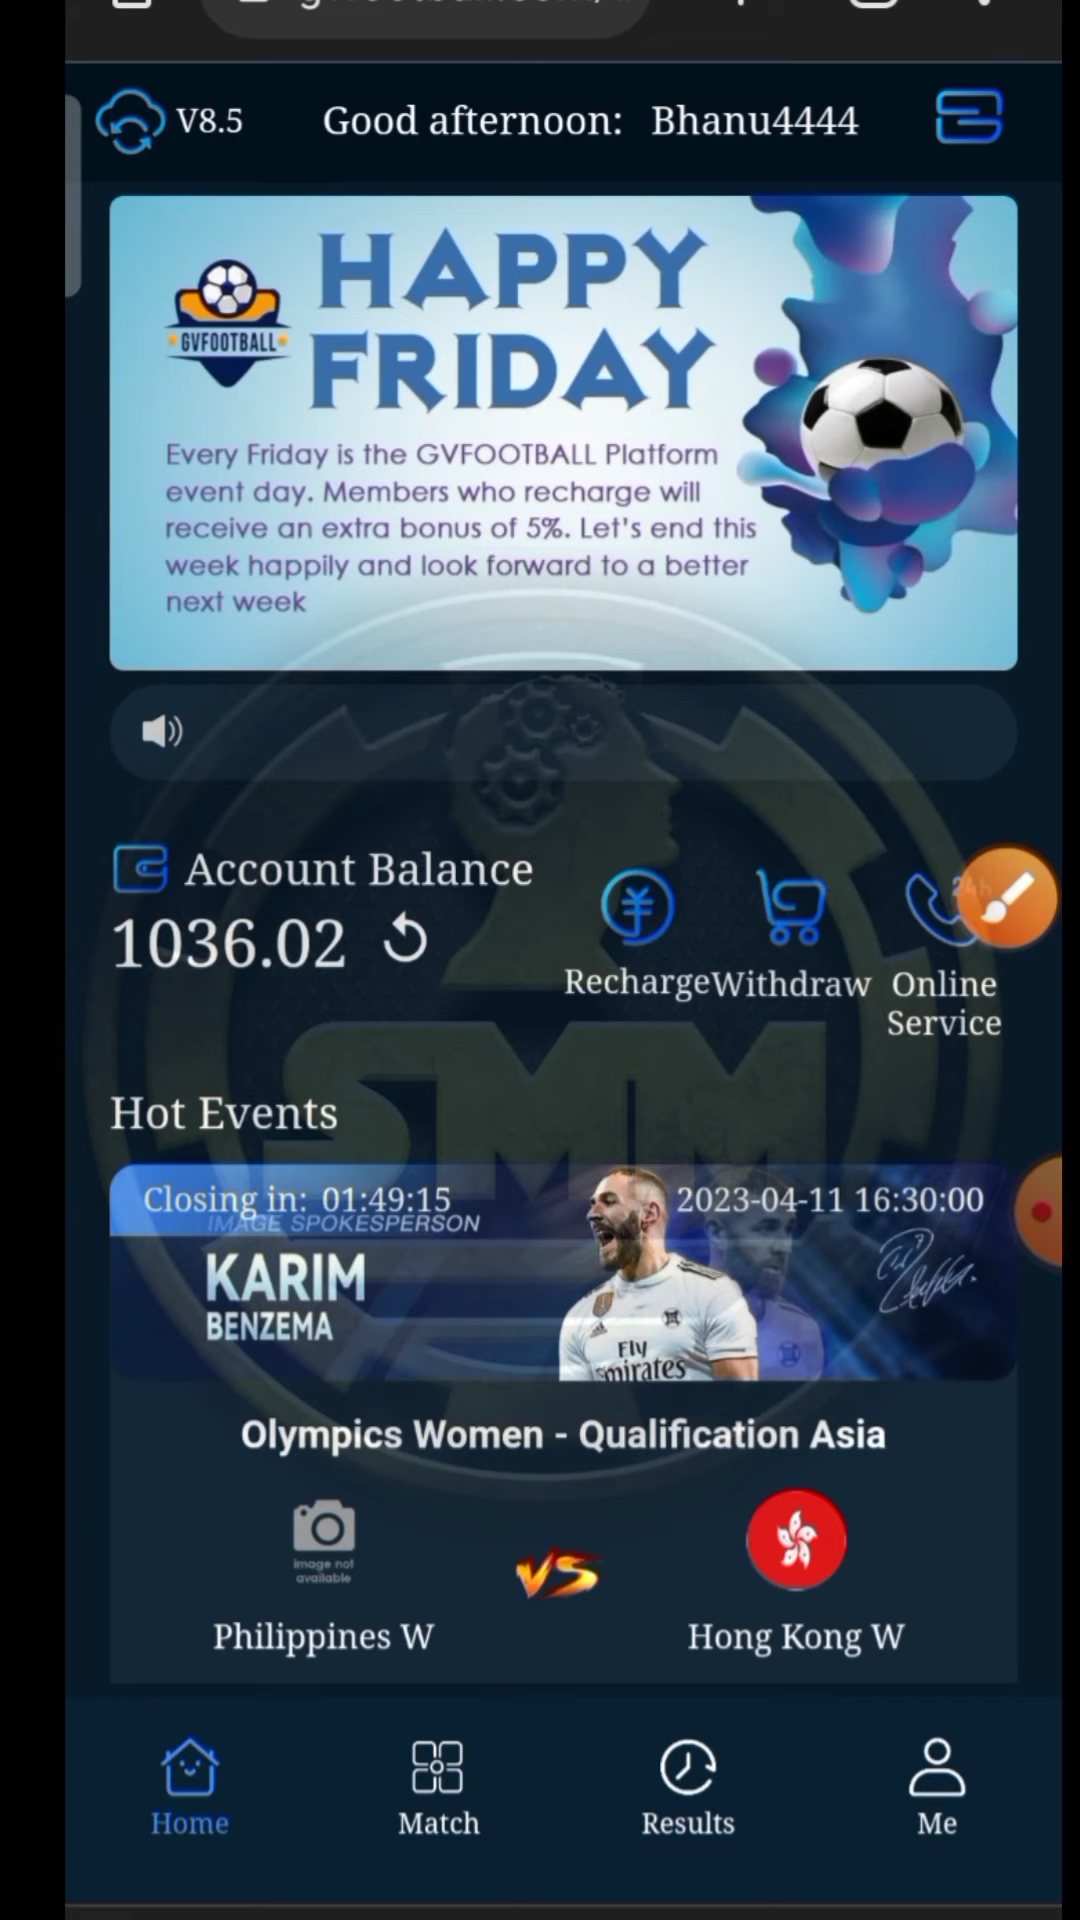 V8.5
Good afternoon: Bhanu4444
HAPPY
FRIDAY
GVFOOTBALL
Every Friday is the GVFOOTBALL Platform
event day. Members who recharge will
receive an extra bonus of 5%. Let's end this
week happily and look forward to a better
next week
Account Balance
1036.02
24h
Recharge
Withdraw
Online
Service
SMM
Hot Events
Closing in: 01:49:15
2023-04-11 16:30:00
IMAGE SPOKESPERSON
KARIM
BENZEMA
Fly
Olympics Women - Qualification Asia
image not
available
VS
Philippines W
Hong Kong W
Home
Match
Results
Me